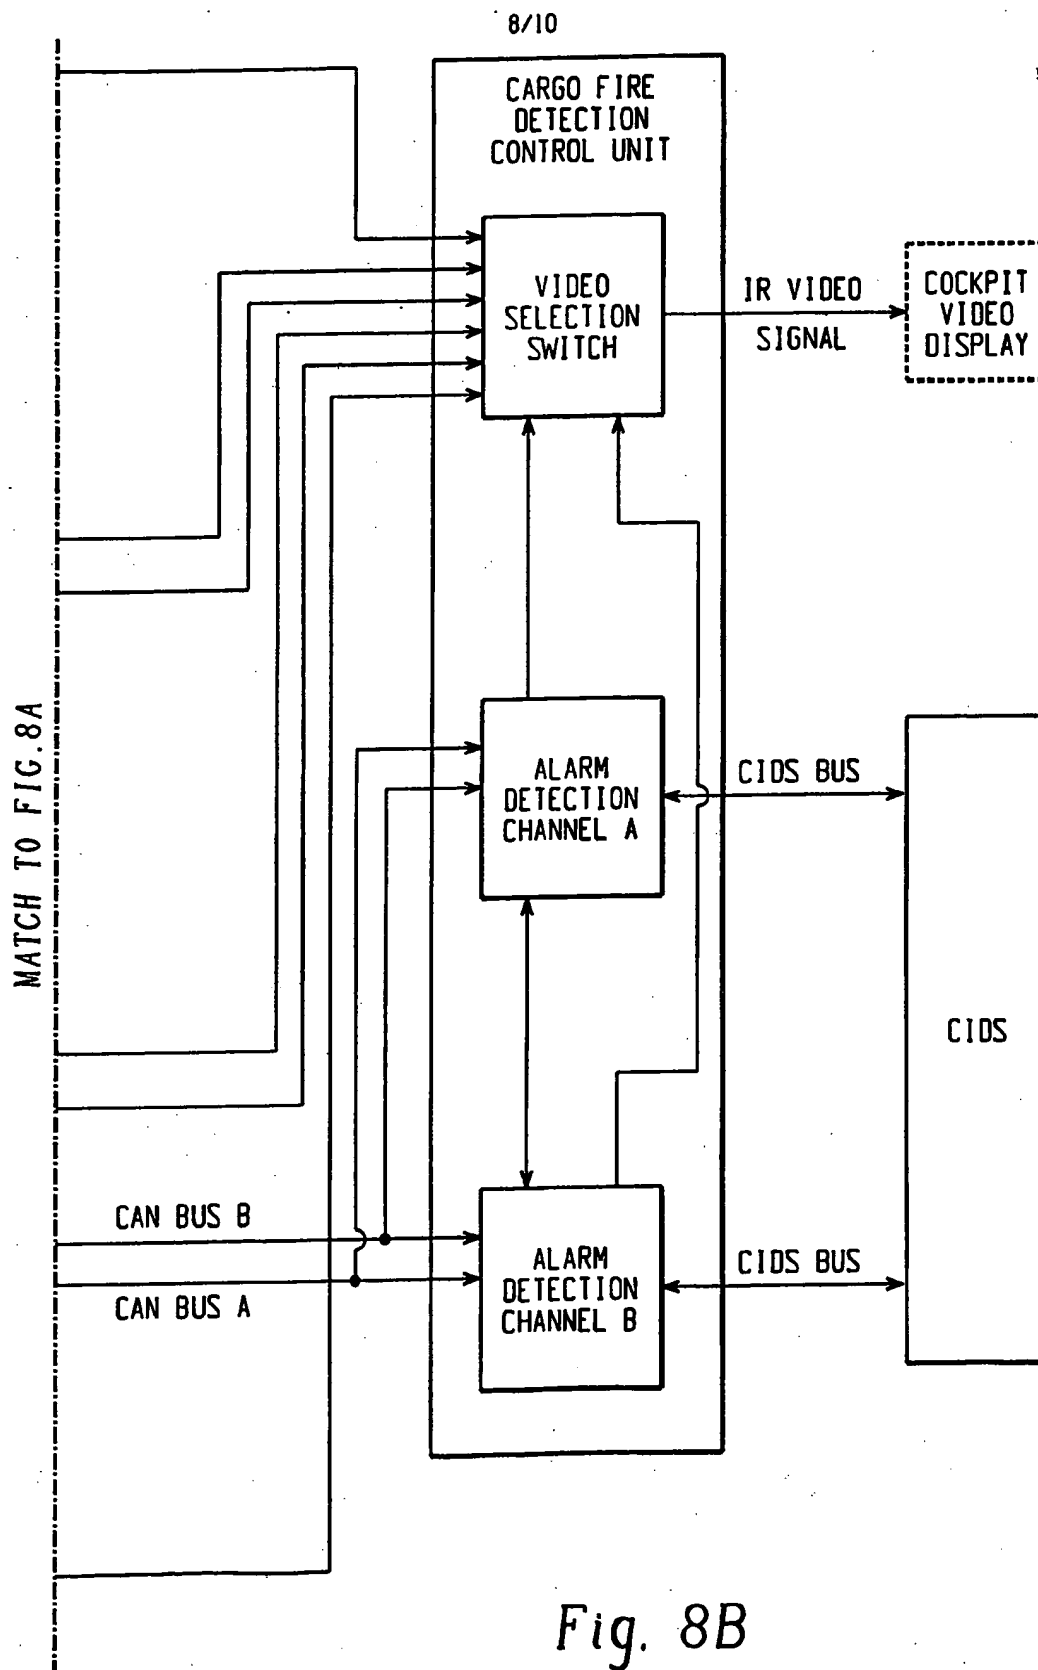 8/10
CARGO FIRE
DETECTION
CONTROL UNIT
VIDEO
SELECTION
SWITCH
IR VIDEO
SIGNAL
COCKPIT
VIDEO
DISPLAY
MATCH TO FIG.8A
ALARM
DETECTION
CHANNEL A
CIDS BUS
CIDS
CAN BUS B
CAN BUS A
ALARM
DETECTION
CHANNEL B
CIDS BUS
Fig. 8B